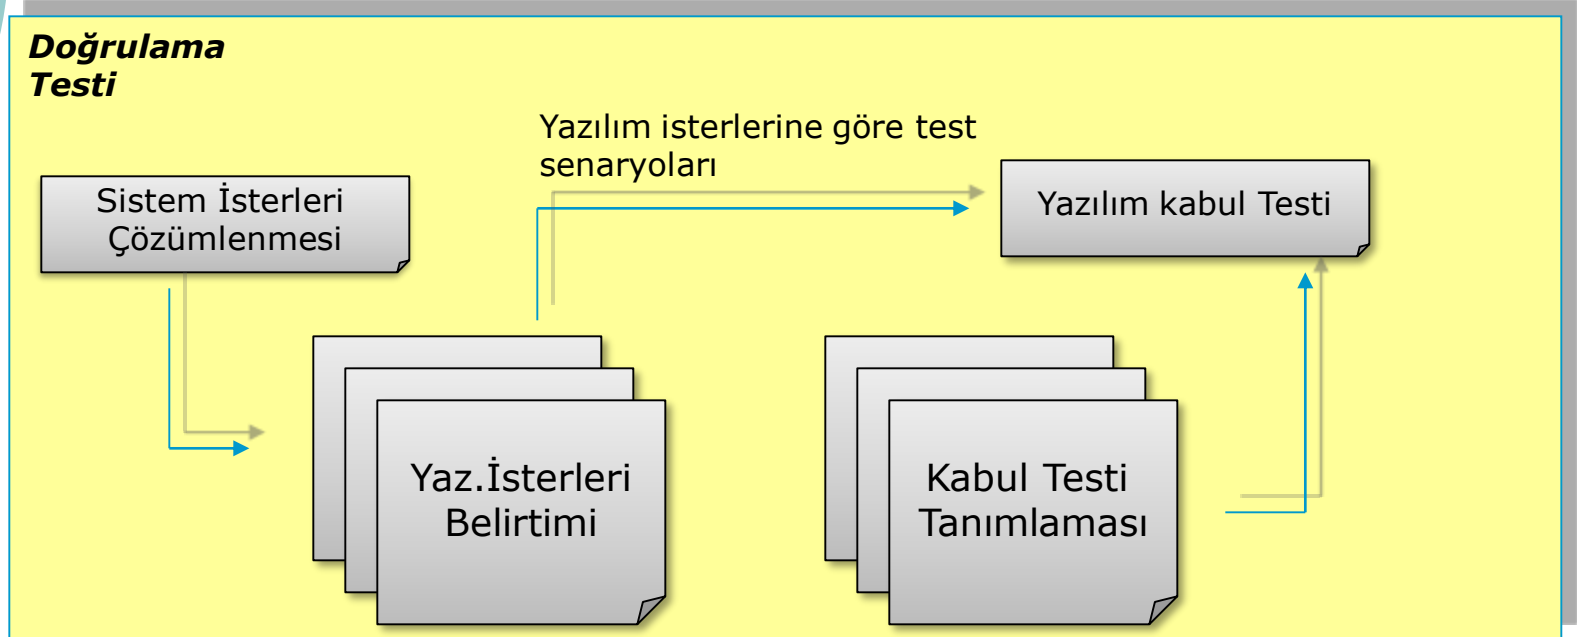 Doğrulama
Testi
Yazılım isterlerine göre test
senaryoları
Sistem İsterleri
Çözümlenmesi
Yazılım kabul Testi
Yaz.İsterleri
Belirtimi
Kabul Testi
Tanımlaması